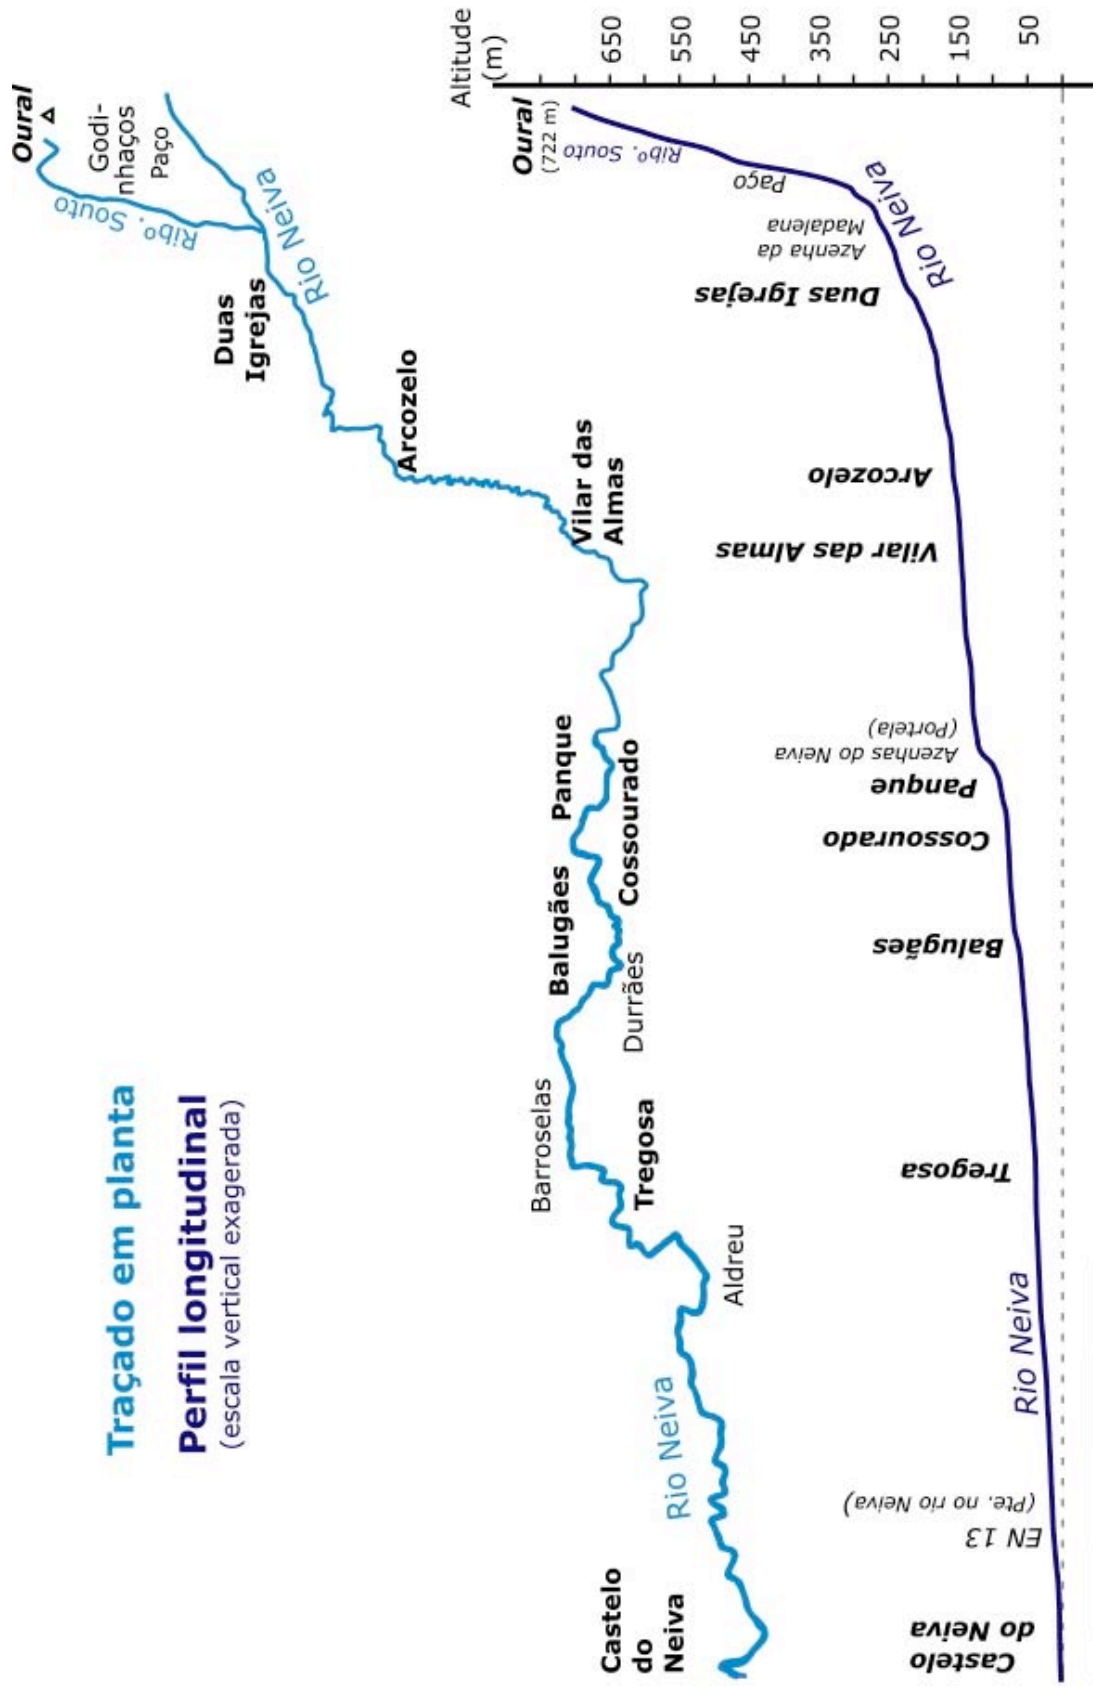 Traçado em planta
Perfil longitudinal
(escala vertical exagerada)
Oural
Godi-
nhaços
Paço
Ribº. Souto
Rio Neiva
Duas
Igrejas
Arcozelo
Vilar das
Almas
Panque
Cossourado
Balugães
Durrães
Barroselas
Tregosa
Aldreu
Rio Neiva
Castelo
do
Neiva
Altitude
(m)
650
550
450
350
250
150
50
Oural
(722 m)
Ribº. Souto
Paço
Rio Neiva
Azenha da
Madalena
Duas Igrejas
Arcozelo
Vilar das Almas
Azenhas do Neiva
(Portela)
Panque
Cossourado
Balugães
Tregosa
Rio Neiva
EN 13
(Pte. no rio Neiva)
Castelo
do Neiva